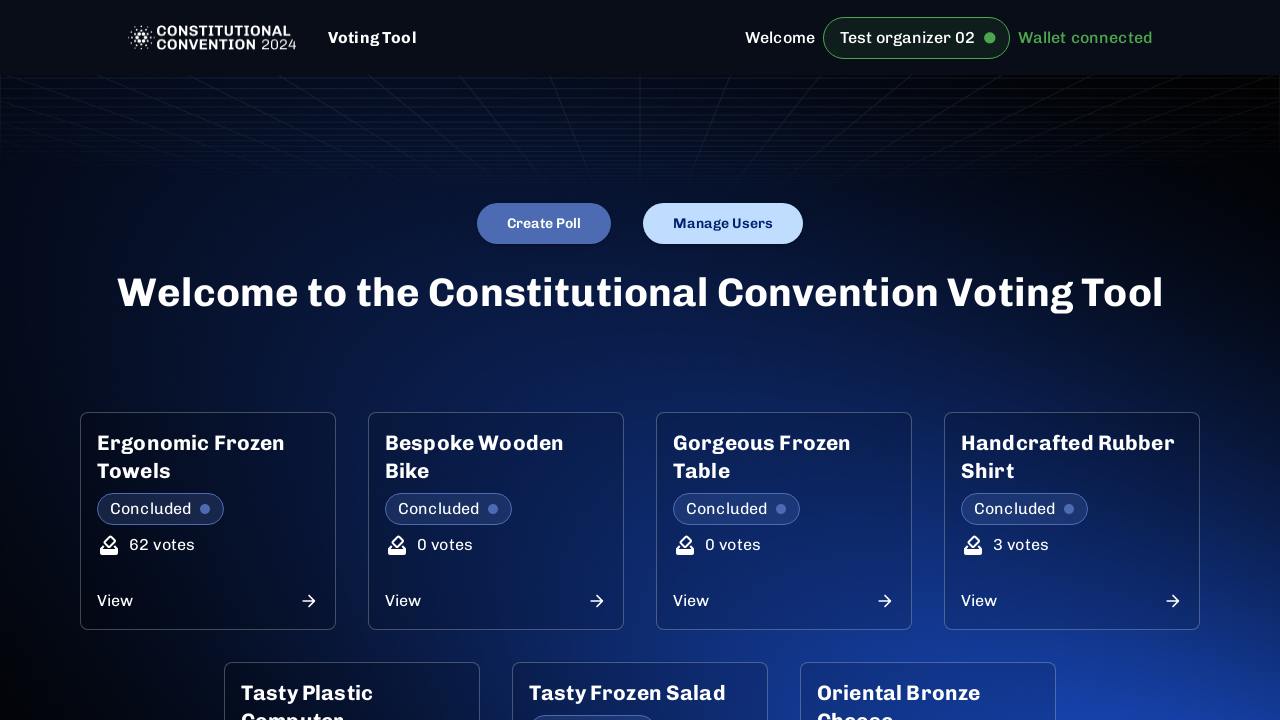 CONSTITUTIONAL
CONVENTION 2024
Voting Tool
Welcome
Test organizer 02
Wallet connected
Create Poll
Manage Users
Welcome to the Constitutional Convention Voting Tool
Ergonomic Frozen
Towels
Concluded
62 votes
View
Bespoke Wooden
Bike
Concluded
0 votes
View
Gorgeous Frozen
Table
Concluded
0 votes
View
Handcrafted Rubber
Shirt
Concluded
3 votes
View
Tasty Plastic
Computer
Tasty Frozen Salad
Oriental Bronze
Cheese